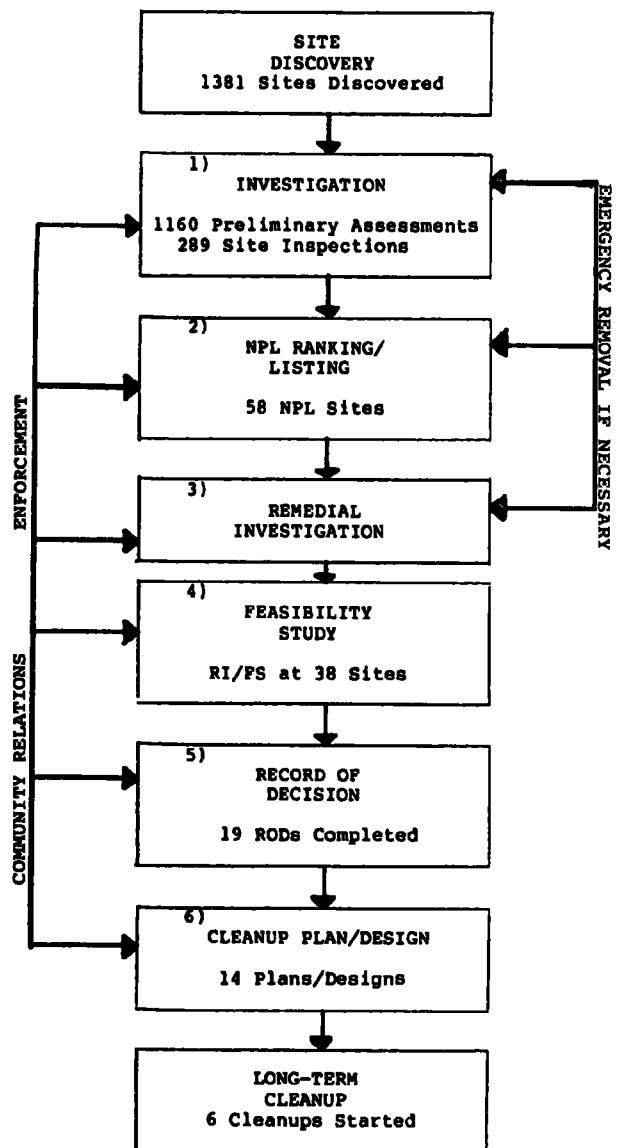 SITE
DISCOVERY
1381 Sites Discovered
1)
INVESTIGATION
1160 Preliminary Assessments
289 Site Inspections
2)
NPL RANKING/
LISTING
58 NPL Sites
3)
REMEDIAL
INVESTIGATION
4)
FEASIBILITY
STUDY
RI/FS at 38 Sites
5)
RECORD OF
DECISION
19 RODs Completed
6)
CLEANUP PLAN/DESIGN
14 Plans/Designs
LONG-TERM
CLEANUP
6 Cleanups Started
ENFORCEMENT
COMMUNITY RELATIONS
EMERGENCY REMOVAL IF NECESSARY